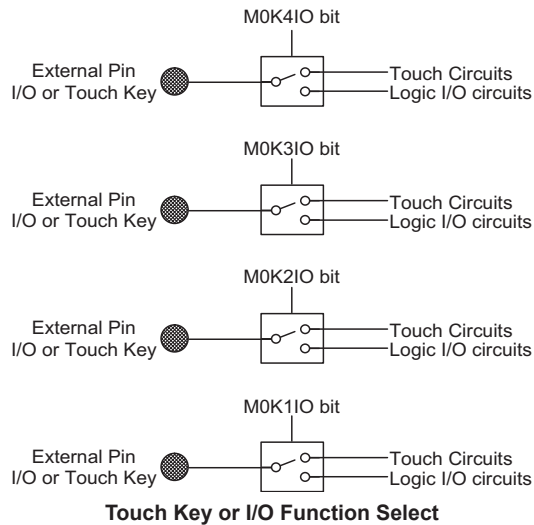 M0K4IO bit
External Pin
I/O or Touch Key
Touch Circuits
Logic I/O circuits
M0K3IO bit
External Pin
I/O or Touch Key
Touch Circuits
Logic I/O circuits
M0K2IO bit
External Pin
I/O or Touch Key
Touch Circuits
Logic I/O circuits
M0K1IO bit
External Pin
I/O or Touch Key
Touch Circuits
Logic I/O circuits
Touch Key or I/O Function Select